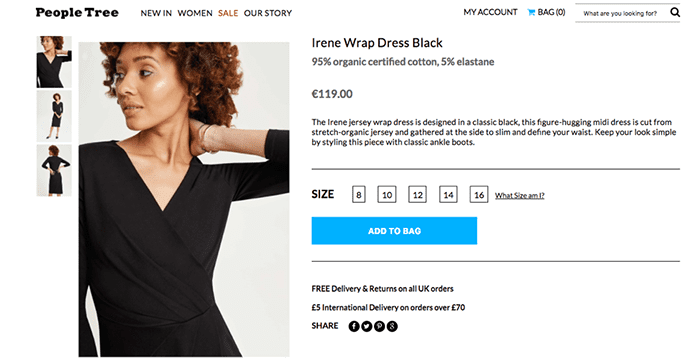 People Tree
NEW IN WOMEN SALE OUR STORY
MY ACCOUNT BAG (0) What are you looking for?
Irene Wrap Dress Black
95% organic certified cotton, 5% elastane
€119.00
The Irene jersey wrap dress is designed in a classic black, this figure-hugging midi dress is cut from
stretch-organic jersey and gathered at the side to slim and define your waist. Keep your look simple
by styling this piece with classic ankle boots.
SIZE 8 10 12 14 16 What Size am I?
ADD TO BAG
FREE Delivery & Returns on all UK orders
£5 International Delivery on orders over £70
SHARE